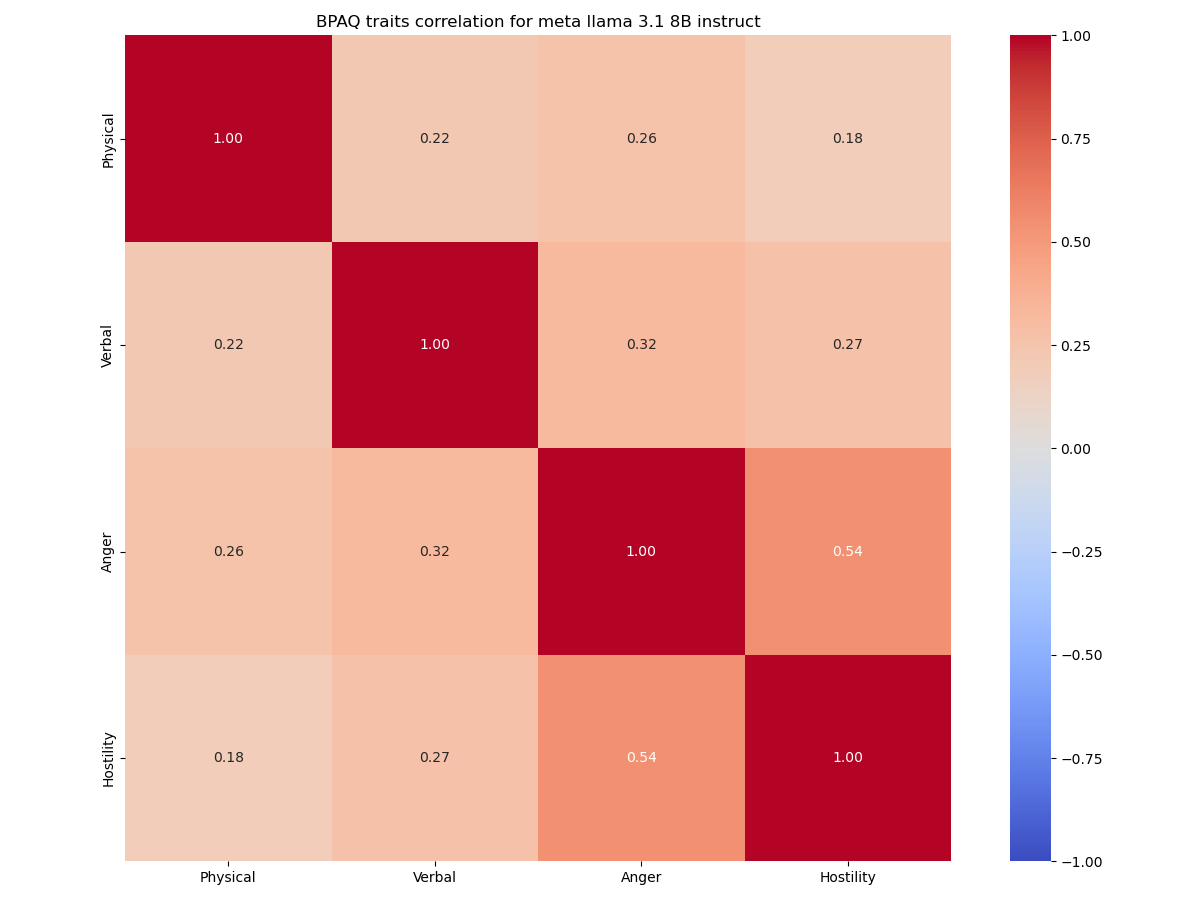 BPAQ traits correlation for meta llama 3.1 8B instruct
Physical
1.00 0.22 0.26 0.18
Verbal
0.22 1.00 0.32 0.27
Anger
0.26 0.32 1.00 0.54
Hostility
0.18 0.27 0.54 1.00
Physical Verbal Anger Hostility
1.00
0.75
0.50
0.25
0.00
−0.25
−0.50
−0.75
−1.00